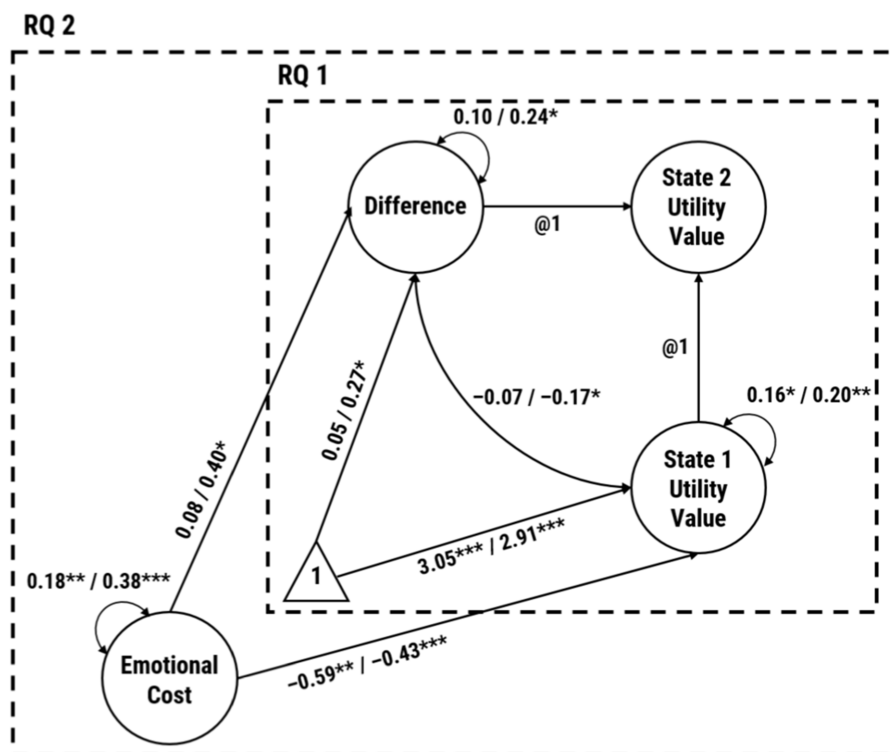 RQ 2
RQ 1
0.10 / 0.24*
Difference
@1
State 2
Utility
Value
@1
0.05 / 0.27*
−0.07 / −0.17*
0.16* / 0.20**
State 1
Utility
Value
0.08 / 0.40*
3.05*** / 2.91***
1
0.18** / 0.38***
Emotional
Cost
−0.59** / −0.43***